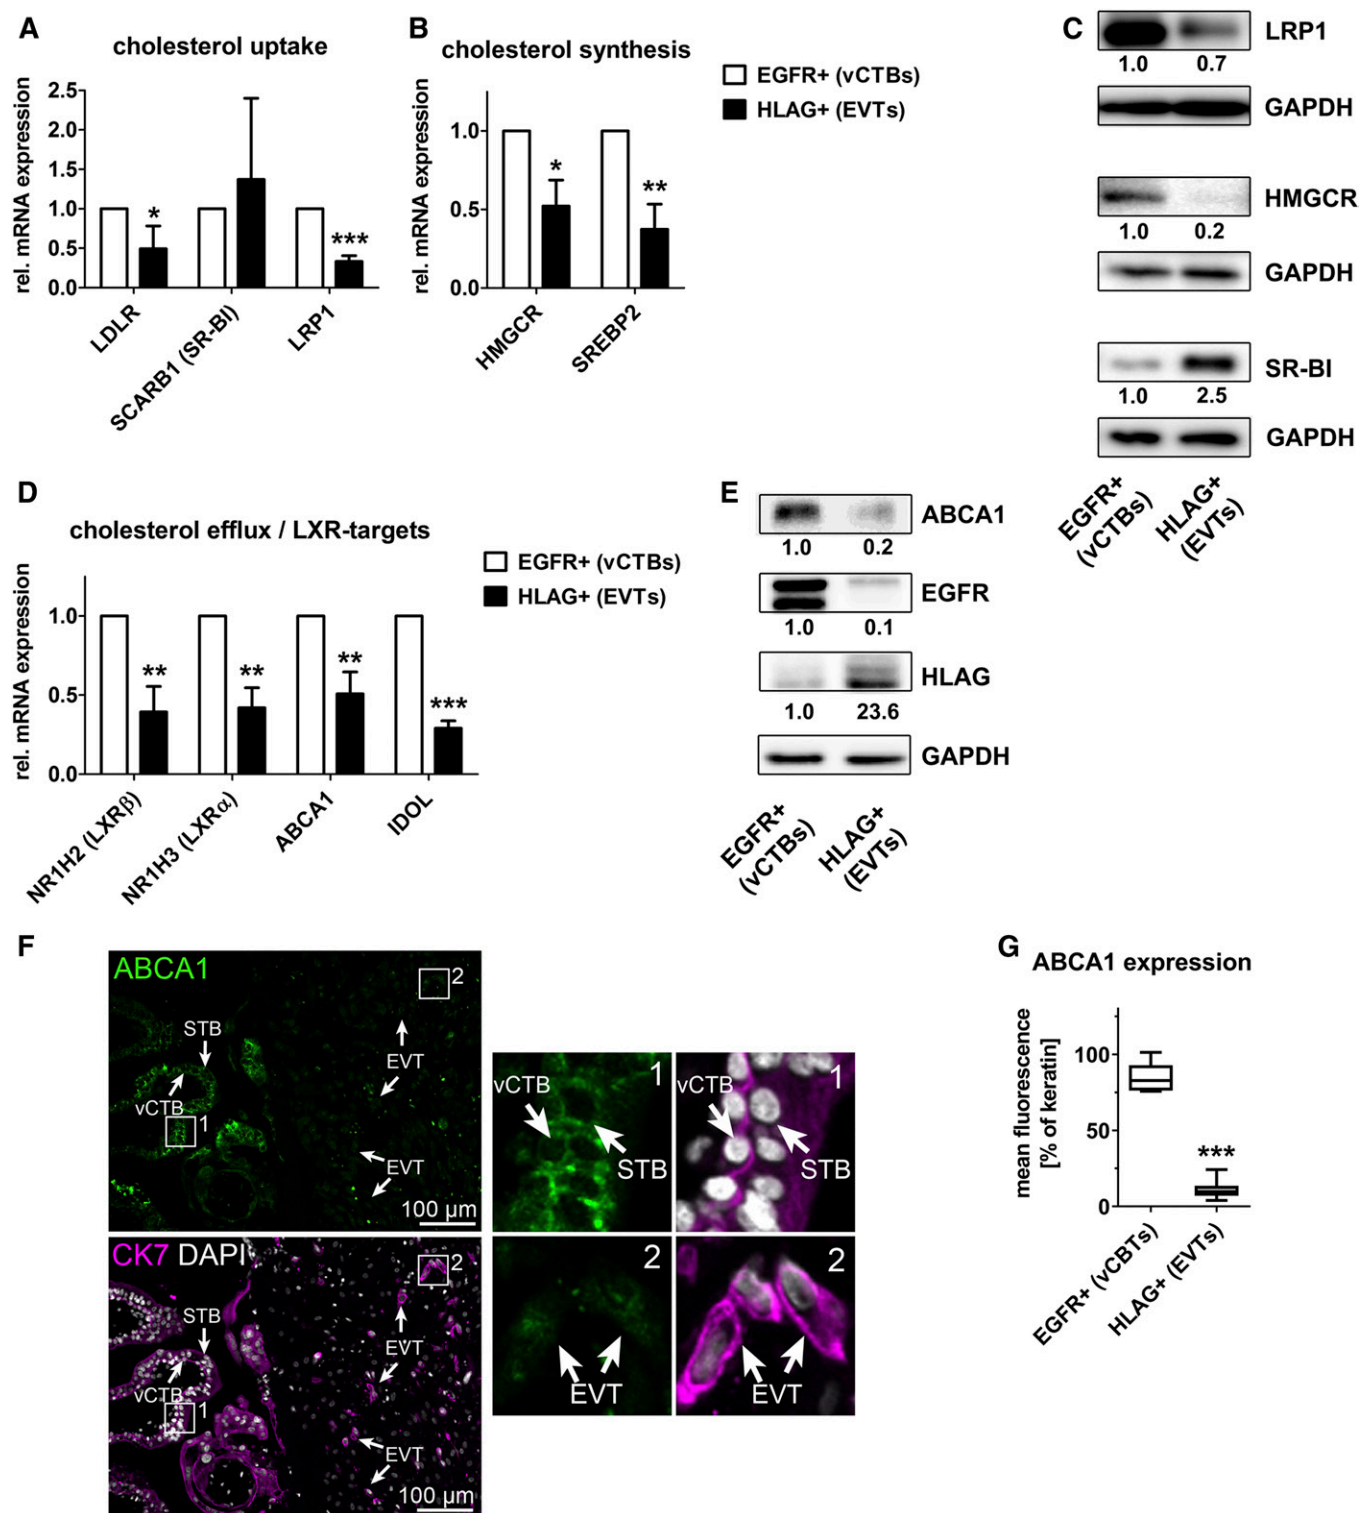 A
cholesterol uptake
rel. mRNA expression
2.5
2.0
1.5
1.0
0.5
0.0
*
***
LDLR
SCARB1 (SR-BI)
LRP1
B
cholesterol synthesis
rel. mRNA expression
1.0
0.5
0.0
*
**
HMGCR
SREBP2
EGFR+ (vCTBs)
HLAG+ (EVTs)
C
LRP1
1.0 0.7
GAPDH
HMGCR
1.0 0.2
GAPDH
SR-BI
1.0 2.5
GAPDH
EGFR+
(vCTBs)
HLAG+
(EVTs)
D
cholesterol efflux / LXR-targets
rel. mRNA expression
1.0
0.5
0.0
**
**
**
***
NR1H2 (LXRβ)
NR1H3 (LXRα)
ABCA1
IDOL
EGFR+ (vCTBs)
HLAG+ (EVTs)
E
ABCA1
1.0 0.2
EGFR
1.0 0.1
HLAG
1.0 23.6
GAPDH
EGFR+
(vCTBs)
HLAG+
(EVTs)
F
ABCA1
2
STB
EVT
vCTB
1
EVT
100 µm
CK7 DAPI
2
STB
EVT
vCTB
1
EVT
100 µm
1
vCTB
STB
1
vCTB
STB
2
EVT
2
EVT
G
ABCA1 expression
mean fluorescence
[% of keratin]
100
50
0
***
EGFR+ (vCBTs)
HLAG+ (EVTs)